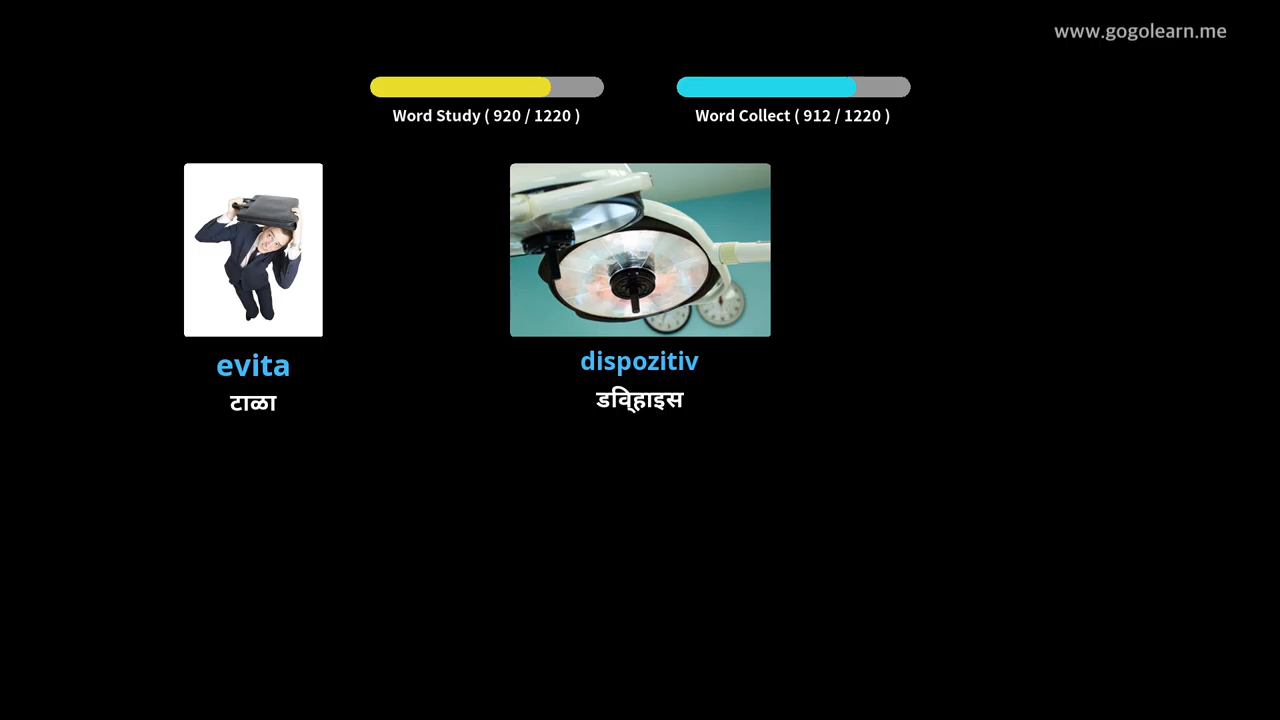 www.gogolearn.me
Word Study ( 920 / 1220 )
Word Collect ( 912 / 1220 )
evita
टाळा
dispozitiv
डिव्हाइस